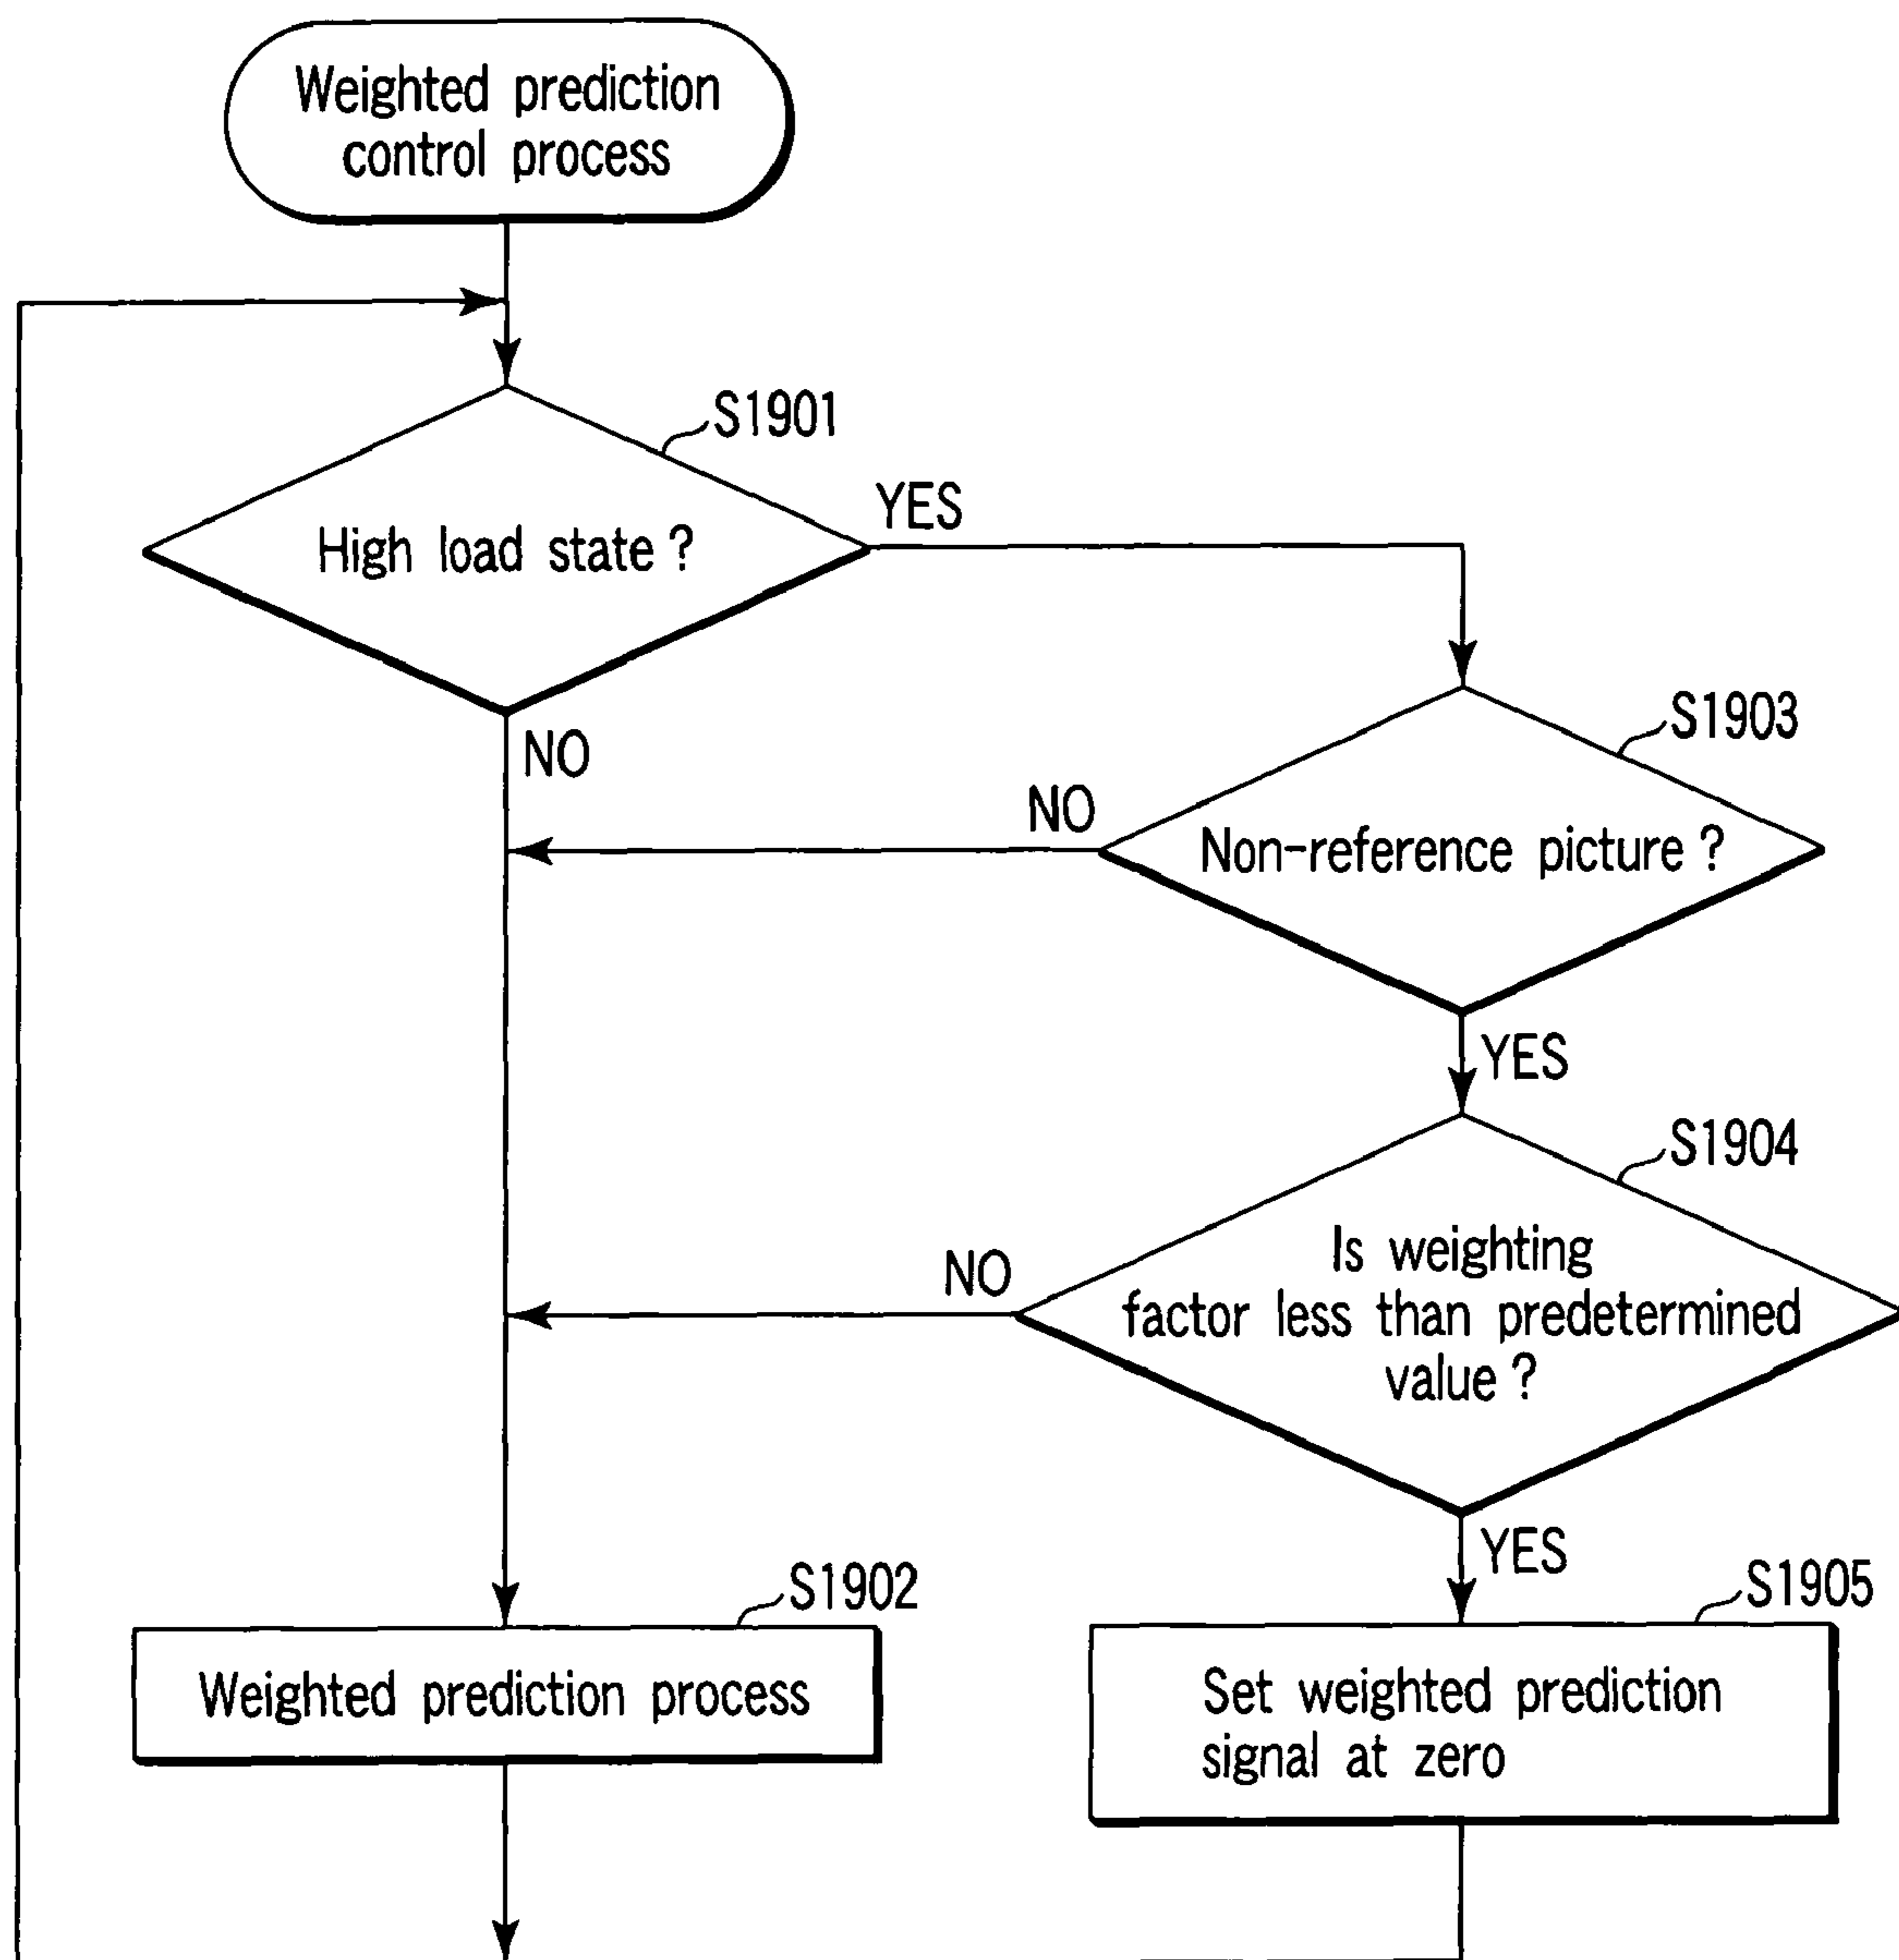 Weighted prediction
control process
S1901
High load state ?
YES
NO
S1903
Non-reference picture ?
NO
YES
S1904
Is weighting
factor less than predetermined
value ?
NO
YES
S1902
Weighted prediction process
S1905
Set weighted prediction
signal at zero